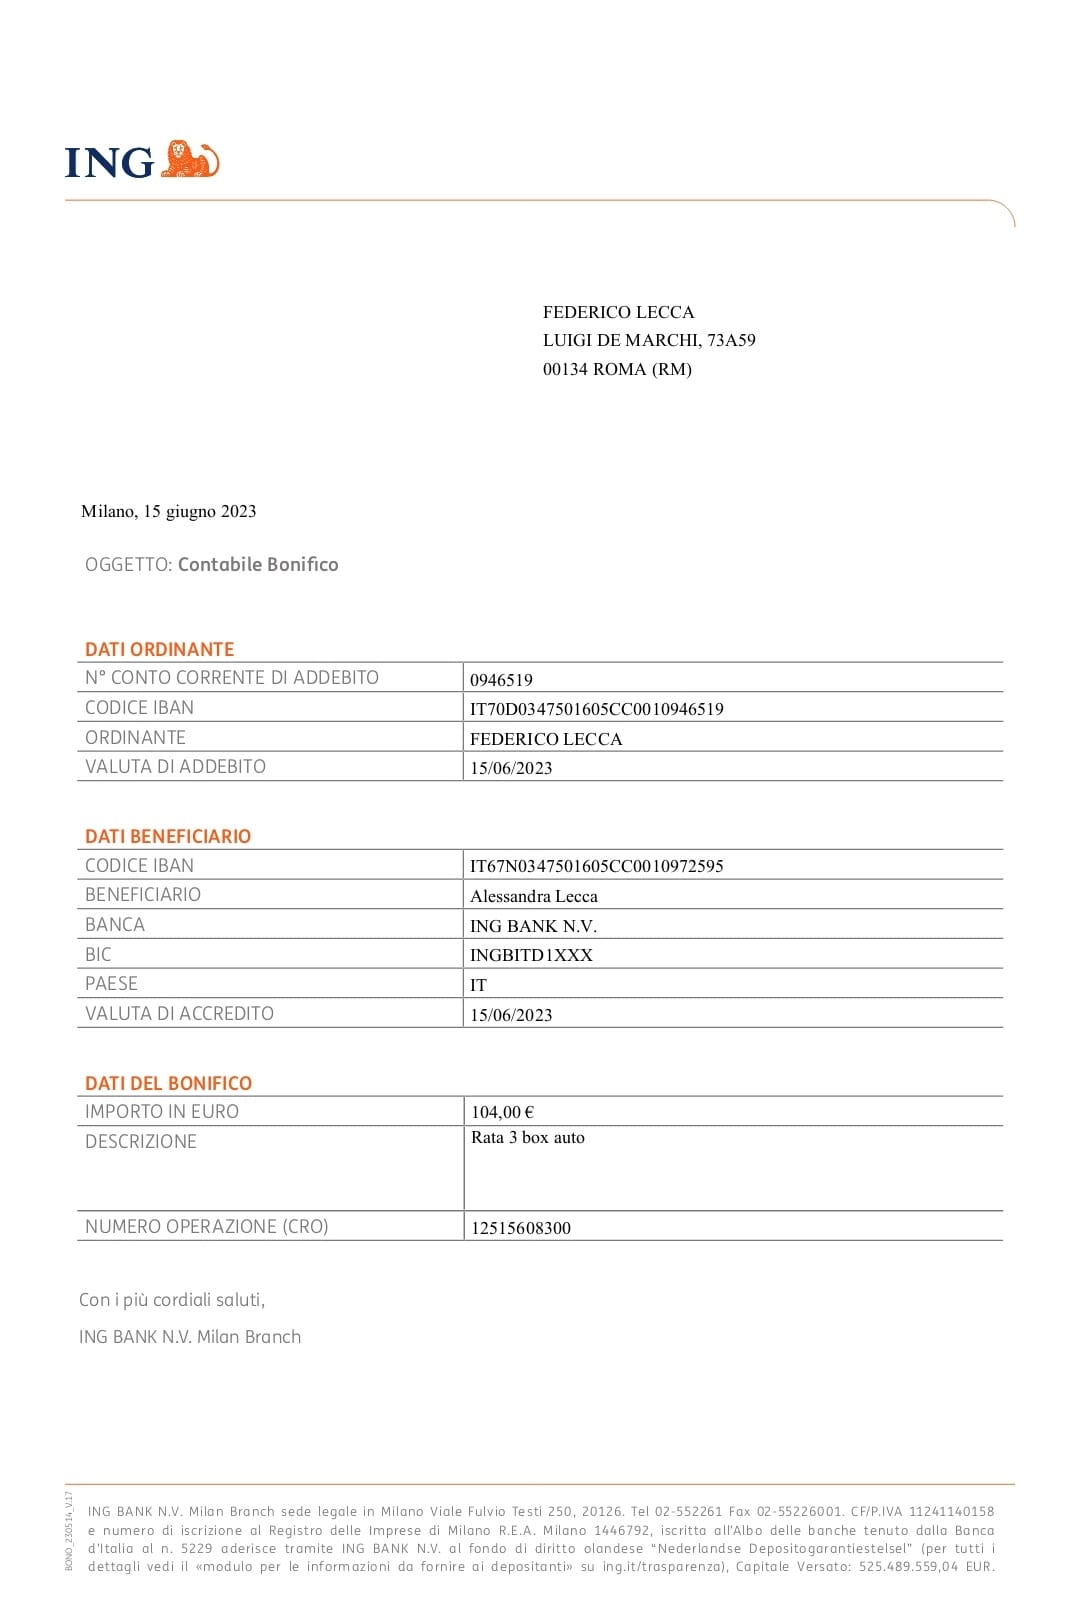 ING
FEDERICO LECCA
LUIGI DE MARCHI, 73A59
00134 ROMA (RM)
Milano, 15 giugno 2023
OGGETTO: Contabile Bonifico
DATI ORDINANTE
N° CONTO CORRENTE DI ADDEBITO 0946519
CODICE IBAN IT70D0347501605CC0010946519
ORDINANTE FEDERICO LECCA
VALUTA DI ADDEBITO 15/06/2023
DATI BENEFICIARIO
CODICE IBAN IT67N0347501605CC0010972595
BENEFICIARIO Alessandra Lecca
BANCA ING BANK N.V.
BIC INGBITD1XXX
PAESE IT
VALUTA DI ACCREDITO 15/06/2023
DATI DEL BONIFICO
IMPORTO IN EURO 104,00 €
DESCRIZIONE Rata 3 box auto
NUMERO OPERAZIONE (CRO) 12515608300
Con i più cordiali saluti,
ING BANK N.V. Milan Branch
BONO_230514_V.17
ING BANK N.V. Milan Branch sede legale in Milano Viale Fulvio Testi 250, 20126. Tel 02-552261 Fax 02-55226001. CF/P.IVA 11241140158
e numero di iscrizione al Registro delle Imprese di Milano R.E.A. Milano 1446792, iscritta all'Albo delle banche tenuto dalla Banca
d'Italia al n. 5229 aderisce tramite ING BANK N.V. al fondo di diritto olandese “Nederlandse Depositogarantiestelsel” (per tutti i
dettagli vedi il «modulo per le informazioni da fornire ai depositanti» su ing.it/trasparenza), Capitale Versato: 525.489.559,04 EUR.